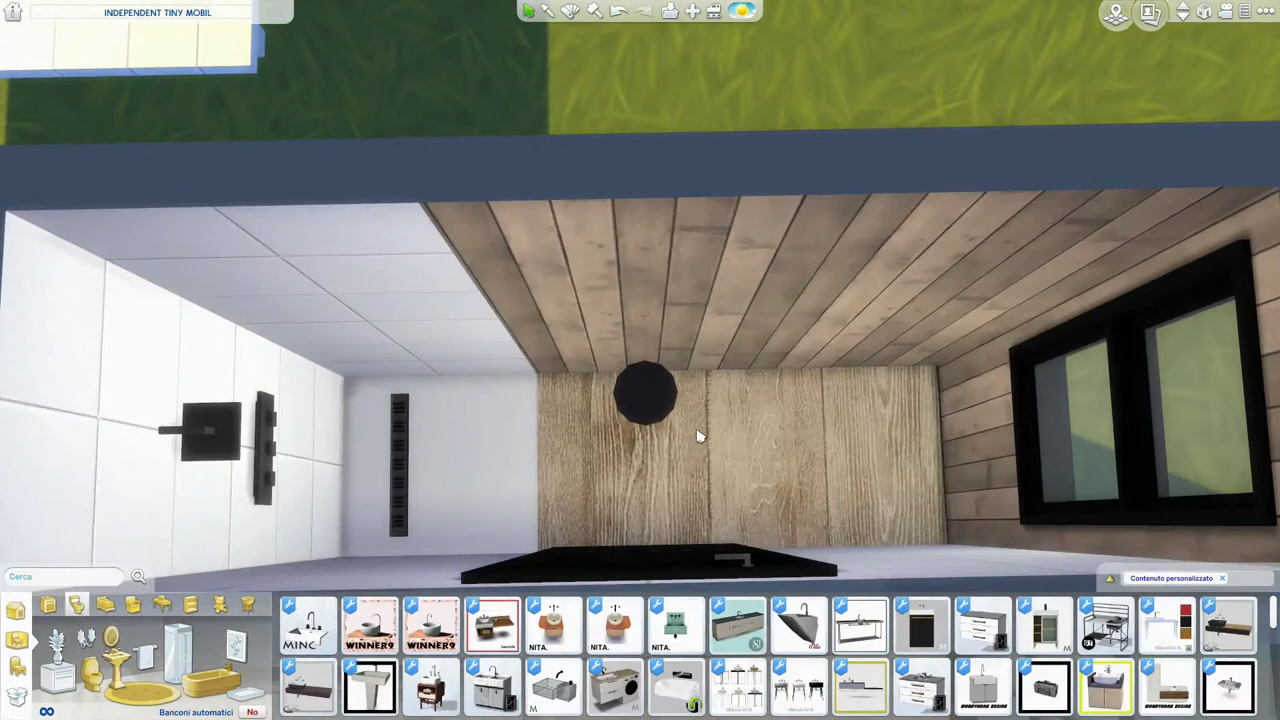 INDEPENDENT TINY MOBIL
Cerca
Contenuto personalizzato
MINC
WINNER9
WINNER9
NITA.
NITA.
NITA.
M
M
M
Banconi automatici No